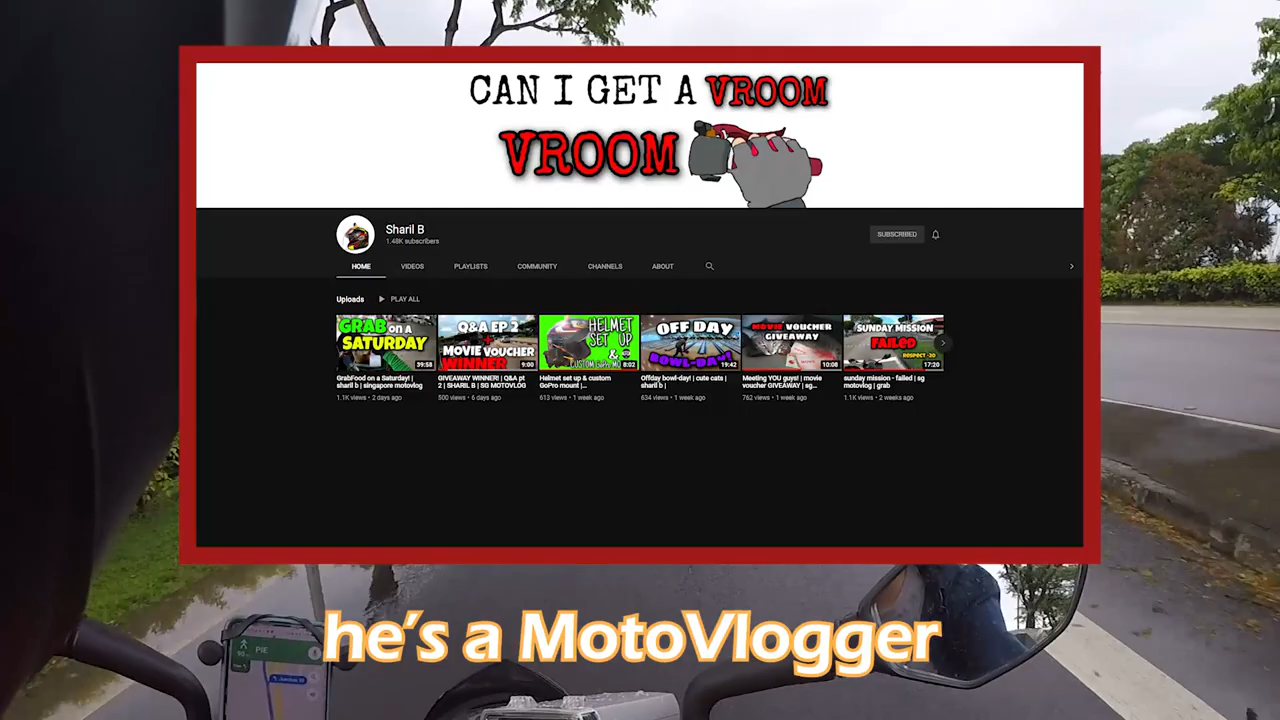 CAN I GET A VROOM
VROOM
Sharil B
1.48K subscribers
SUBSCRIBED
HOME VIDEOS PLAYLISTS COMMUNITY CHANNELS ABOUT
Uploads PLAY ALL
GRAB on a
SATURDAY!
39:58
Q&A EP 2
+
MOVIE VOUCHER
WINNER
9:00
HELMET
SET UP
&
8:02
OFF DAY
BOWL-DAY!
19:42
MOVIE VOUCHER
GIVEAWAY
10:08
SUNDAY MISSION
FAILED
RESPECT -20
17:20
GrabFood on a Saturday! |
sharil b | singapore motovlog
1.1K views • 2 days ago
GIVEAWAY WINNER! | Q&A pt
2 | SHARIL B | SG MOTOVLOG
500 views • 6 days ago
Helmet set up & custom
GoPro mount |...
613 views • 1 week ago
Offday bowl-day! | cute cats |
sharil b |
634 views • 1 week ago
Meeting YOU guys! | movie
voucher GIVEAWAY | sg...
762 views • 1 week ago
sunday mission - failed | sg
motovlog | grab
1.1K views • 2 weeks ago
he's a MotoVlogger
PIE